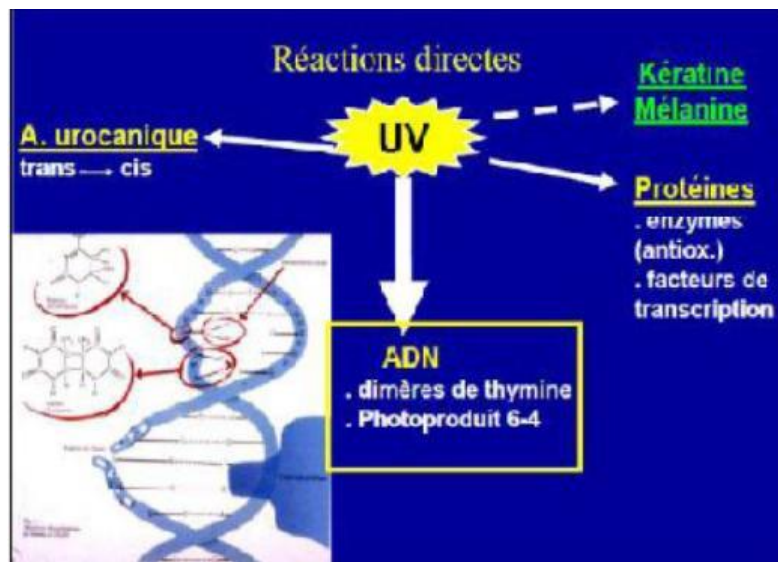 Réactions directes
Kératine
Mélanine
UV
A. urocanique
trans → cis
Protéines
. enzymes
(antiox.)
. facteurs de
transcription
ADN
. dimères de thymine
. Photoproduit 6-4